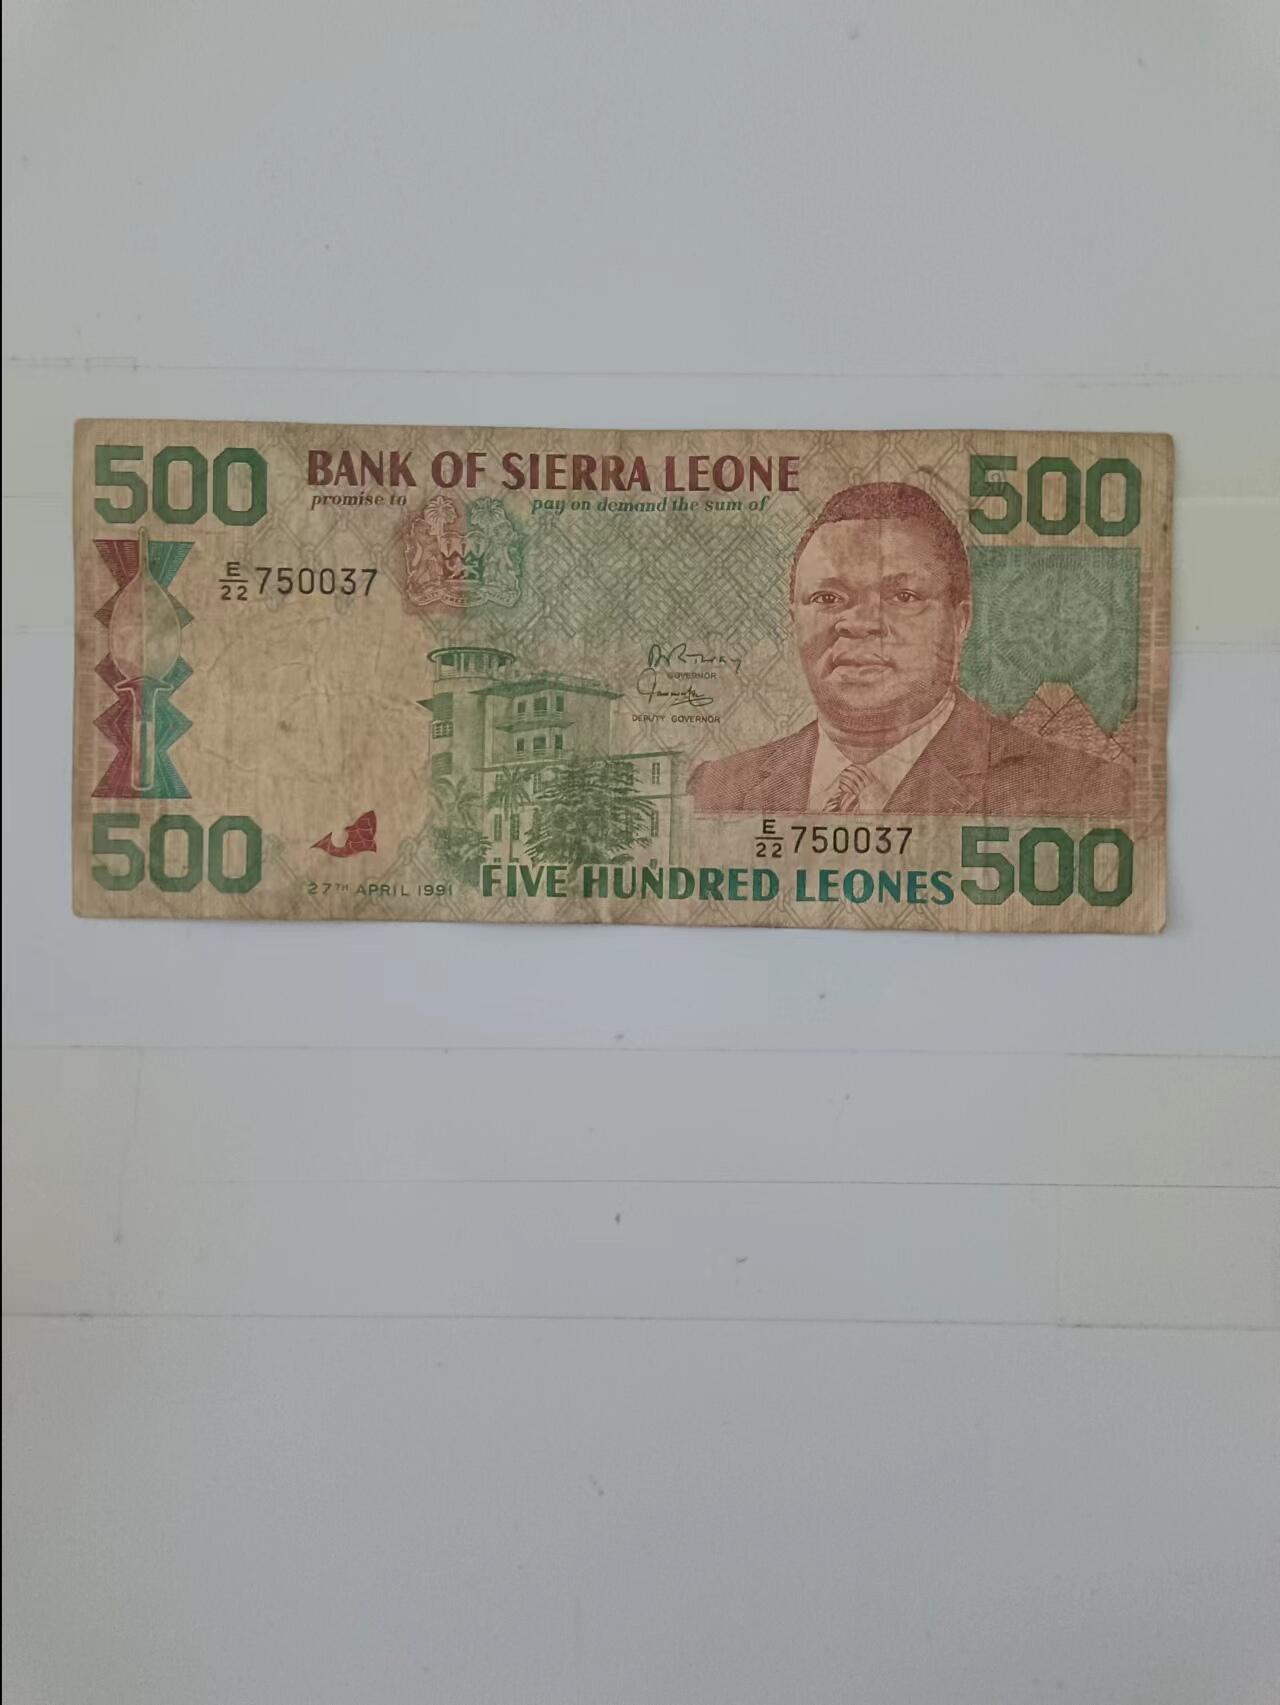 500
BANK OF SIERRA LEONE
500
promise to pay on demand the sum of
E/22 750037
GOVERNOR
DEPUTY GOVERNOR
E/22 750037
500
27TH APRIL 1991
FIVE HUNDRED LEONES
500